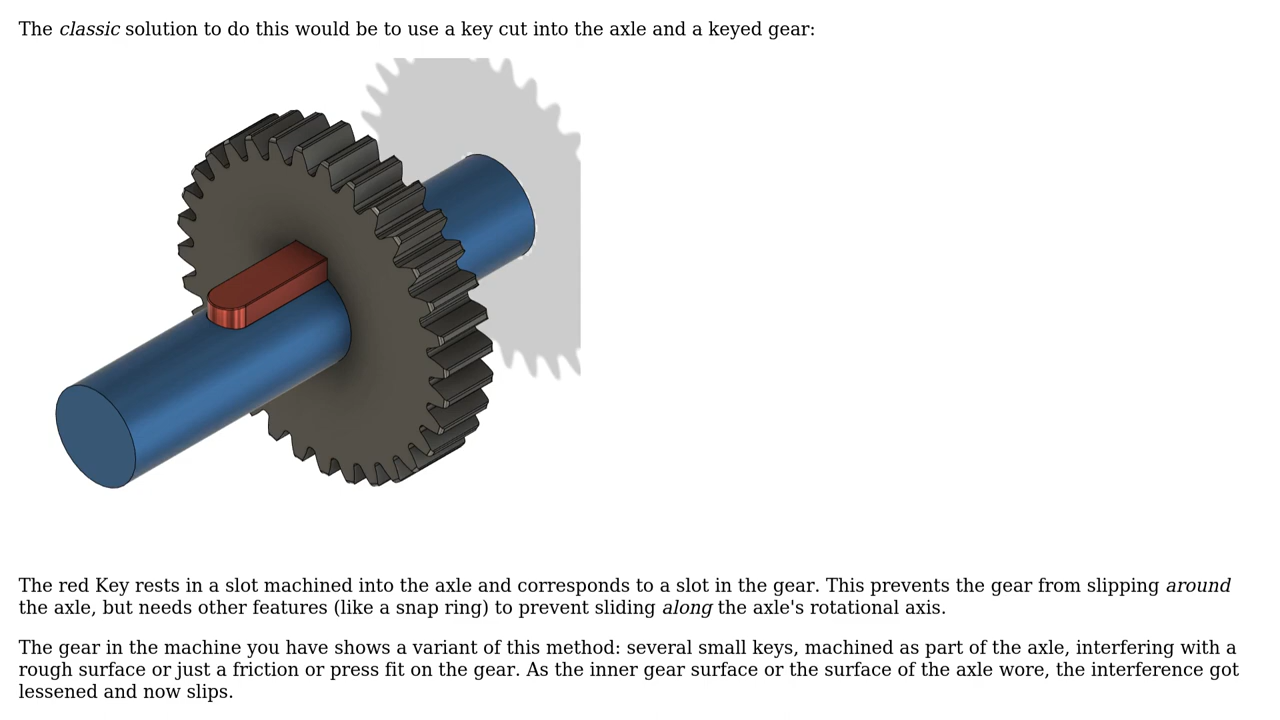 The classic solution to do this would be to use a key cut into the axle and a keyed gear:
The red Key rests in a slot machined into the axle and corresponds to a slot in the gear. This prevents the gear from slipping around
the axle, but needs other features (like a snap ring) to prevent sliding along the axle's rotational axis.
The gear in the machine you have shows a variant of this method: several small keys, machined as part of the axle, interfering with a
rough surface or just a friction or press fit on the gear. As the inner gear surface or the surface of the axle wore, the interference got
lessened and now slips.